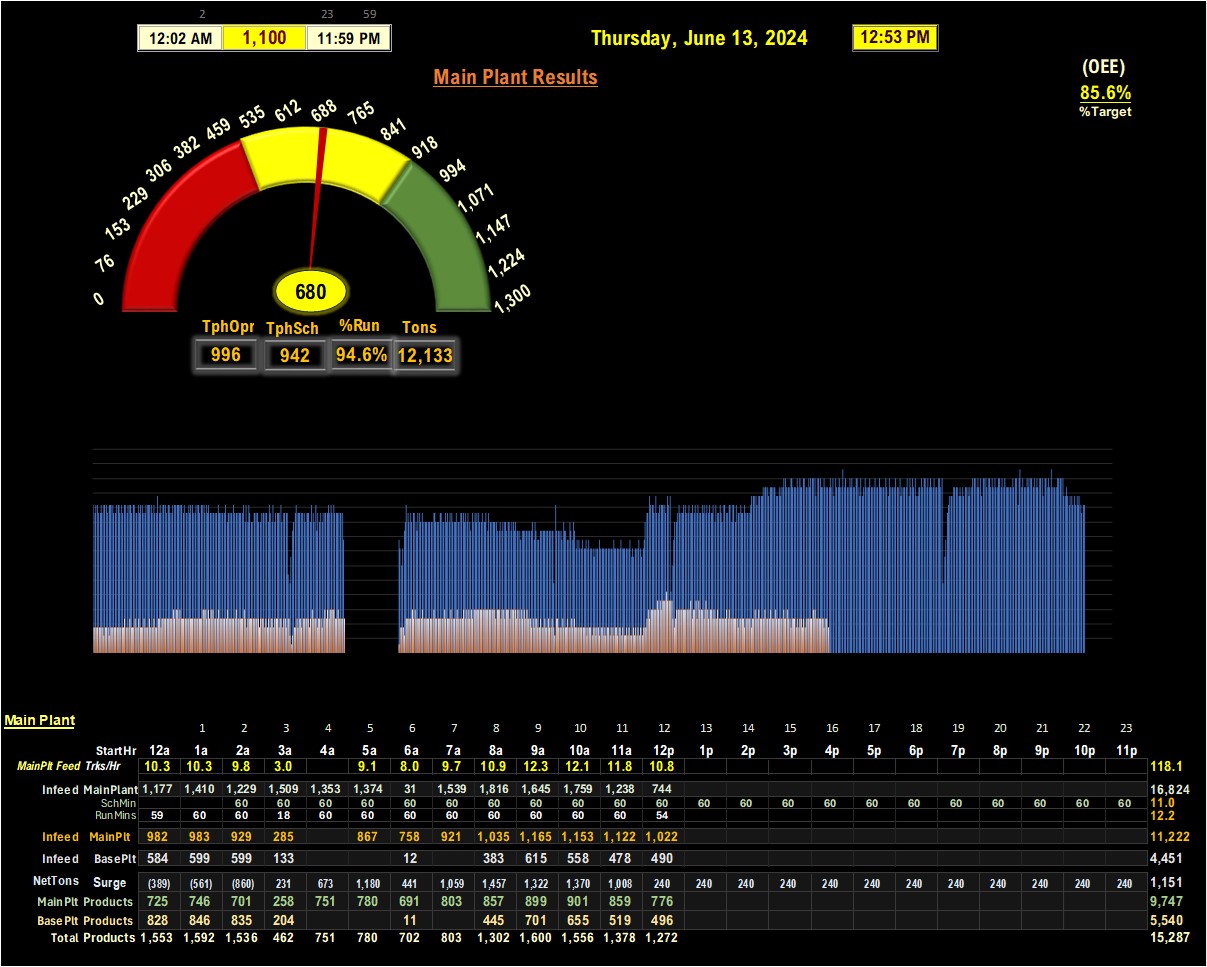 2 23 59
12:02 AM 1,100 11:59 PM Thursday, June 13, 2024 12:53 PM
Main Plant Results
(OEE)
85.6%
%Target
0 76 153 229 306 382 459 535 612 688 765 841 918 994 1,071 1,147 1,224 1,300
680
TphOpr TphSch %Run Tons
996 942 94.6% 12,133
Main Plant
1 2 3 4 5 6 7 8 9 10 11 12 13 14 15 16 17 18 19 20 21 22 23
StartHr 12a 1a 2a 3a 4a 5a 6a 7a 8a 9a 10a 11a 12p 1p 2p 3p 4p 5p 6p 7p 8p 9p 10p 11p
MainPlt Feed Trks/Hr 10.3 10.3 9.8 3.0 9.1 8.0 9.7 10.9 12.3 12.1 11.8 10.8 118.1
Infeed MainPlant 1,177 1,410 1,229 1,509 1,353 1,374 31 1,539 1,816 1,645 1,759 1,238 744 16,824
SchMin 60 60 60 60 60 60 60 60 60 60 60 60 60 60 60 60 60 60 60 60 60 60 11.0
RunMins 59 60 60 18 60 60 60 60 60 60 60 60 54 12.2
Infeed MainPlt 982 983 929 285 867 758 921 1,035 1,165 1,153 1,122 1,022 11,222
Infeed BasePlt 584 599 599 133 12 383 615 558 478 490 4,451
NetTons Surge (389) (561) (860) 231 673 1,180 441 1,059 1,457 1,322 1,370 1,008 240 240 240 240 240 240 240 240 240 240 240 240 1,151
MainPlt Products 725 746 701 258 751 780 691 803 857 899 901 859 776 9,747
BasePlt Products 828 846 835 204 11 445 701 655 519 496 5,540
Total Products 1,553 1,592 1,536 462 751 780 702 803 1,302 1,600 1,556 1,378 1,272 15,287